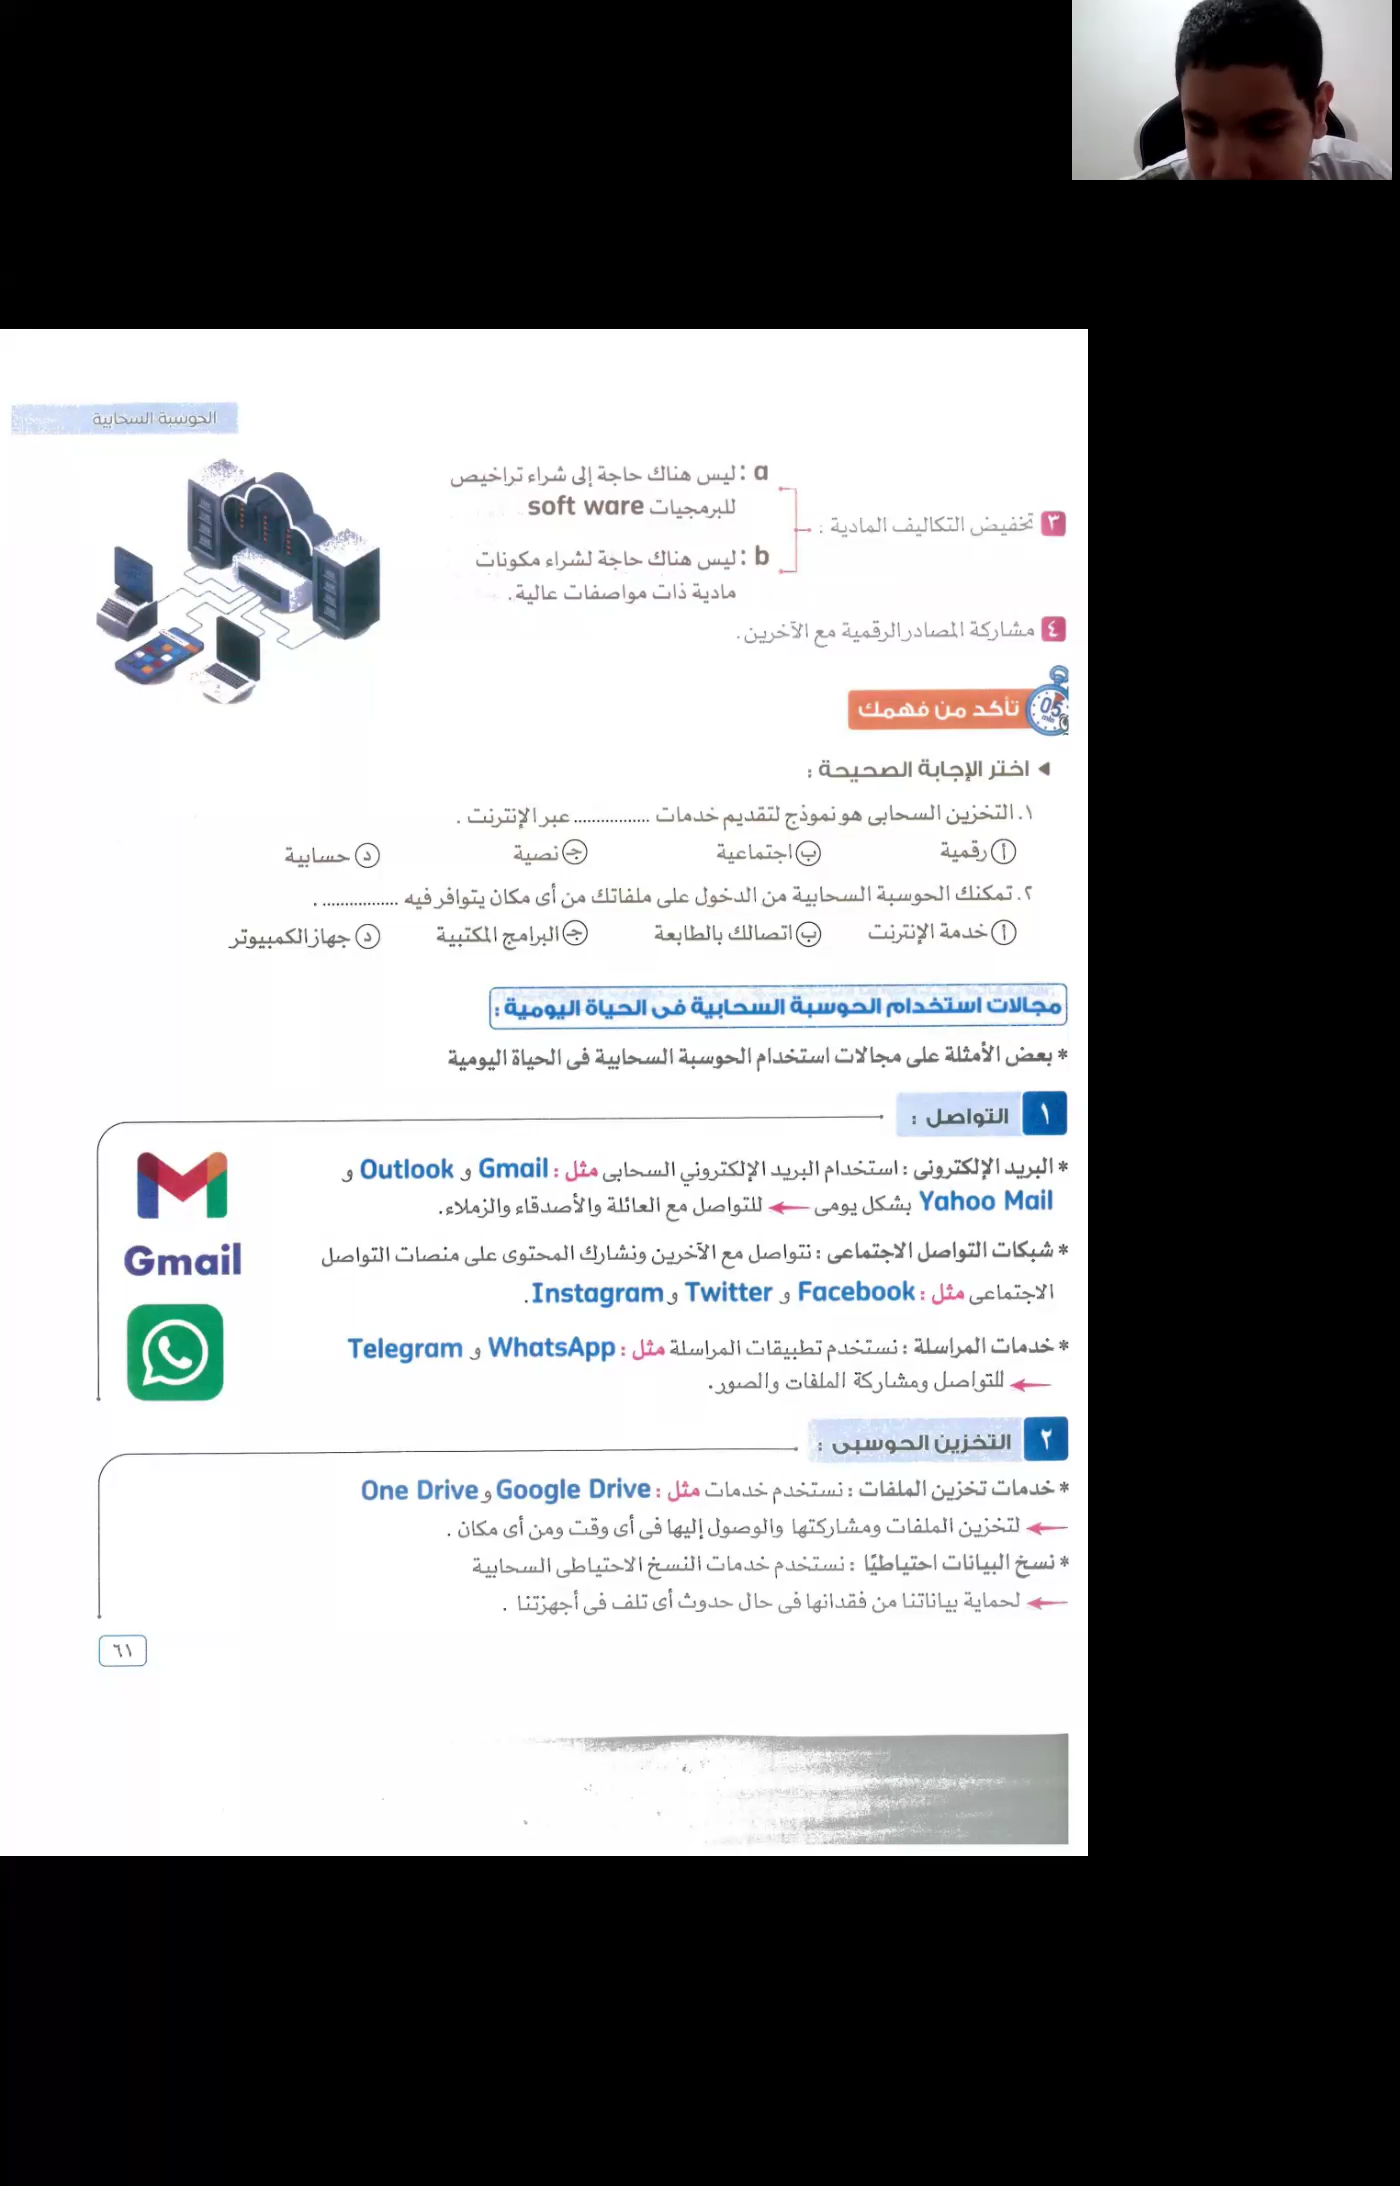 الحوسبة السحابية
٣ تخفيض التكاليف المادية :
a : ليس هناك حاجة إلى شراء تراخيص
للبرمجيات soft ware
b : ليس هناك حاجة لشراء مكونات
مادية ذات مواصفات عالية .
٤ مشاركة المصادر الرقمية مع الآخرين .
05
min
تأكد من فهمك
◀ اختر الإجابة الصحيحة :
١. التخزين السحابى هو نموذج لتقديم خدمات ................. عبر الإنترنت .
أ رقمية ب اجتماعية ج نصية د حسابية
٢. تمكنك الحوسبة السحابية من الدخول على ملفاتك من أى مكان يتوافر فيه ................. .
أ خدمة الإنترنت ب اتصالك بالطابعة ج البرامج المكتبية د جهاز الكمبيوتر
مجالات استخدام الحوسبة السحابية فى الحياة اليومية :
* بعض الأمثلة على مجالات استخدام الحوسبة السحابية فى الحياة اليومية
١ التواصل :
* البريد الإلكترونى : استخدام البريد الإلكتروني السحابى مثل : Gmail و Outlook و
Yahoo Mail بشكل يومى ← للتواصل مع العائلة والأصدقاء والزملاء.
Gmail
* شبكات التواصل الاجتماعى : نتواصل مع الآخرين ونشارك المحتوى على منصات التواصل
الاجتماعى مثل : Facebook و Twitter و Instagram .
* خدمات المراسلة : نستخدم تطبيقات المراسلة مثل : WhatsApp و Telegram
← للتواصل ومشاركة الملفات والصور.
٢ التخزين الحوسبى :
* خدمات تخزين الملفات : نستخدم خدمات مثل : Google Drive و One Drive
← لتخزين الملفات ومشاركتها والوصول إليها فى أى وقت ومن أى مكان .
* نسخ البيانات احتياطيًا : نستخدم خدمات النسخ الاحتياطى السحابية
← لحماية بياناتنا من فقدانها فى حال حدوث أى تلف فى أجهزتنا .
٦١